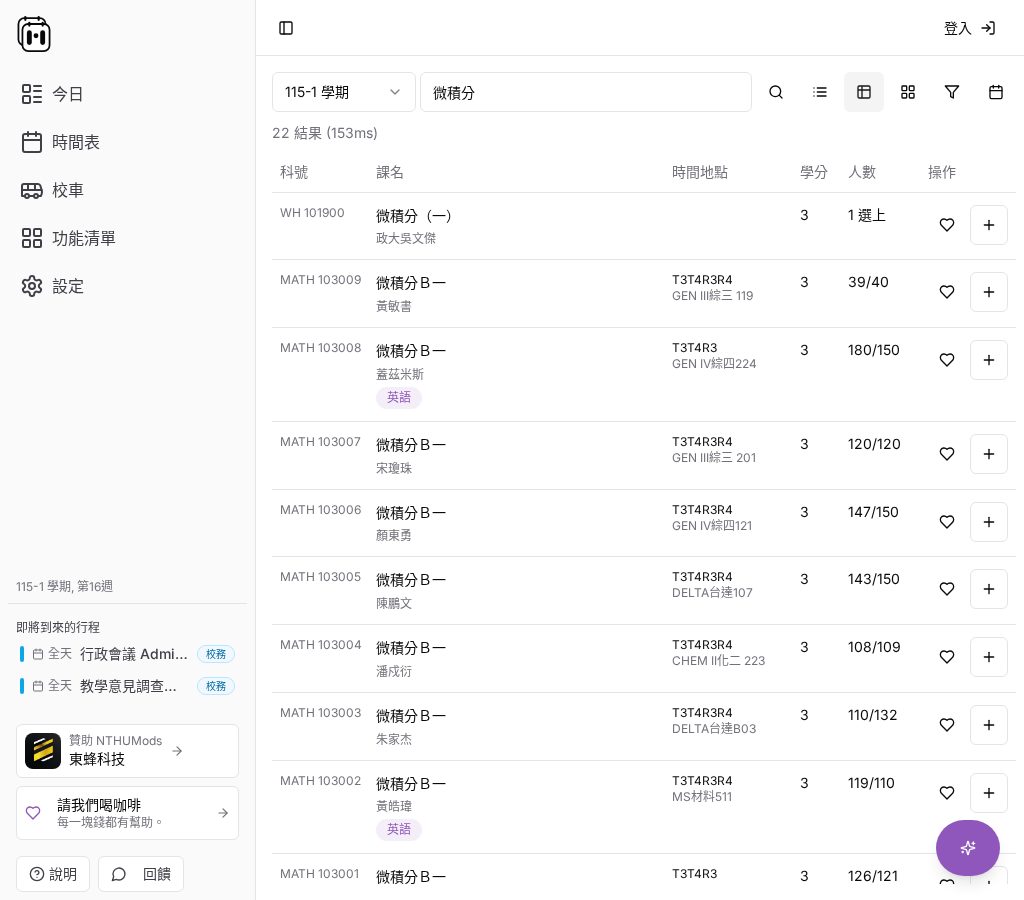 今日
時間表
校車
功能清單
設定
115-1 學期, 第16週
即將到來的行程
全天 行政會議 Admi... 校務
全天 教學意見調查... 校務
贊助 NTHUMods
東蜂科技
請我們喝咖啡
每一塊錢都有幫助。
說明 回饋
登入
115-1 學期 微積分
22 結果 (153ms)
科號 課名 時間地點 學分 人數 操作
WH 101900 微積分（一） 3 1 選上
政大吳文傑
MATH 103009 微積分Ｂ一 T3T4R3R4 3 39/40
黃敏書 GEN III綜三 119
MATH 103008 微積分Ｂ一 T3T4R3 3 180/150
蓋茲米斯 GEN IV綜四224
英語
MATH 103007 微積分Ｂ一 T3T4R3R4 3 120/120
宋瓊珠 GEN III綜三 201
MATH 103006 微積分Ｂ一 T3T4R3R4 3 147/150
顏東勇 GEN IV綜四121
MATH 103005 微積分Ｂ一 T3T4R3R4 3 143/150
陳鵬文 DELTA台達107
MATH 103004 微積分Ｂ一 T3T4R3R4 3 108/109
潘戍衍 CHEM II化二 223
MATH 103003 微積分Ｂ一 T3T4R3R4 3 110/132
朱家杰 DELTA台達B03
MATH 103002 微積分Ｂ一 T3T4R3R4 3 119/110
黃皓瑋 MS材料511
英語
MATH 103001 微積分Ｂ一 T3T4R3 3 126/121